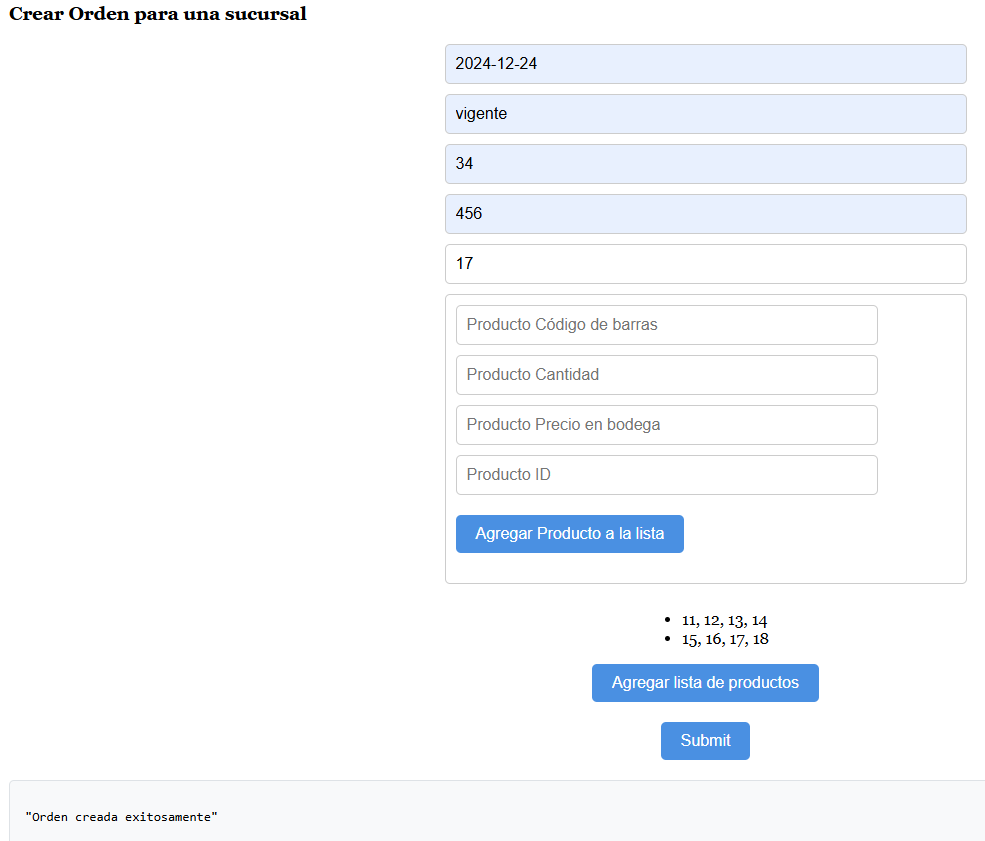 Crear Orden para una sucursal
2024-12-24
vigente
34
456
17
Producto Código de barras
Producto Cantidad
Producto Precio en bodega
Producto ID
Agregar Producto a la lista
• 11, 12, 13, 14
• 15, 16, 17, 18
Agregar lista de productos
Submit
"Orden creada exitosamente"